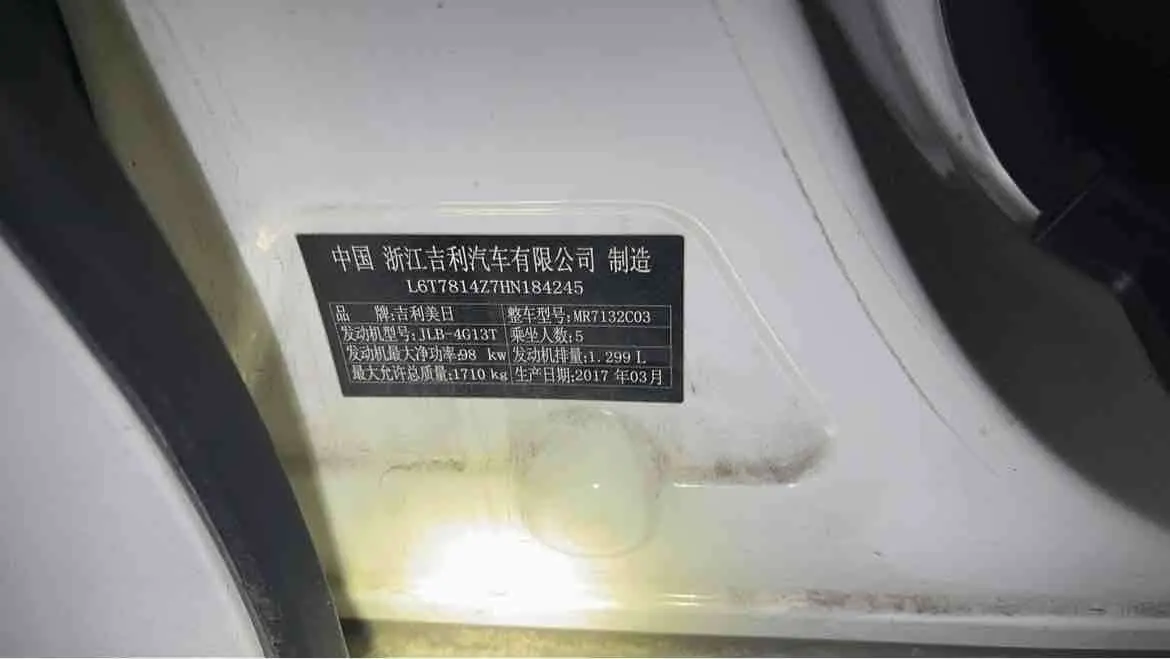 中国 浙江吉利汽车有限公司 制造
L6T7814Z7HN184245
品 牌:吉利美日 整车型号:MR7132C03
发动机型号:JLB-4G13T 乘坐人数:5
发动机最大净功率:98 kw 发动机排量:1.299 L
最大允许总质量:1710 kg 生产日期:2017 年03月